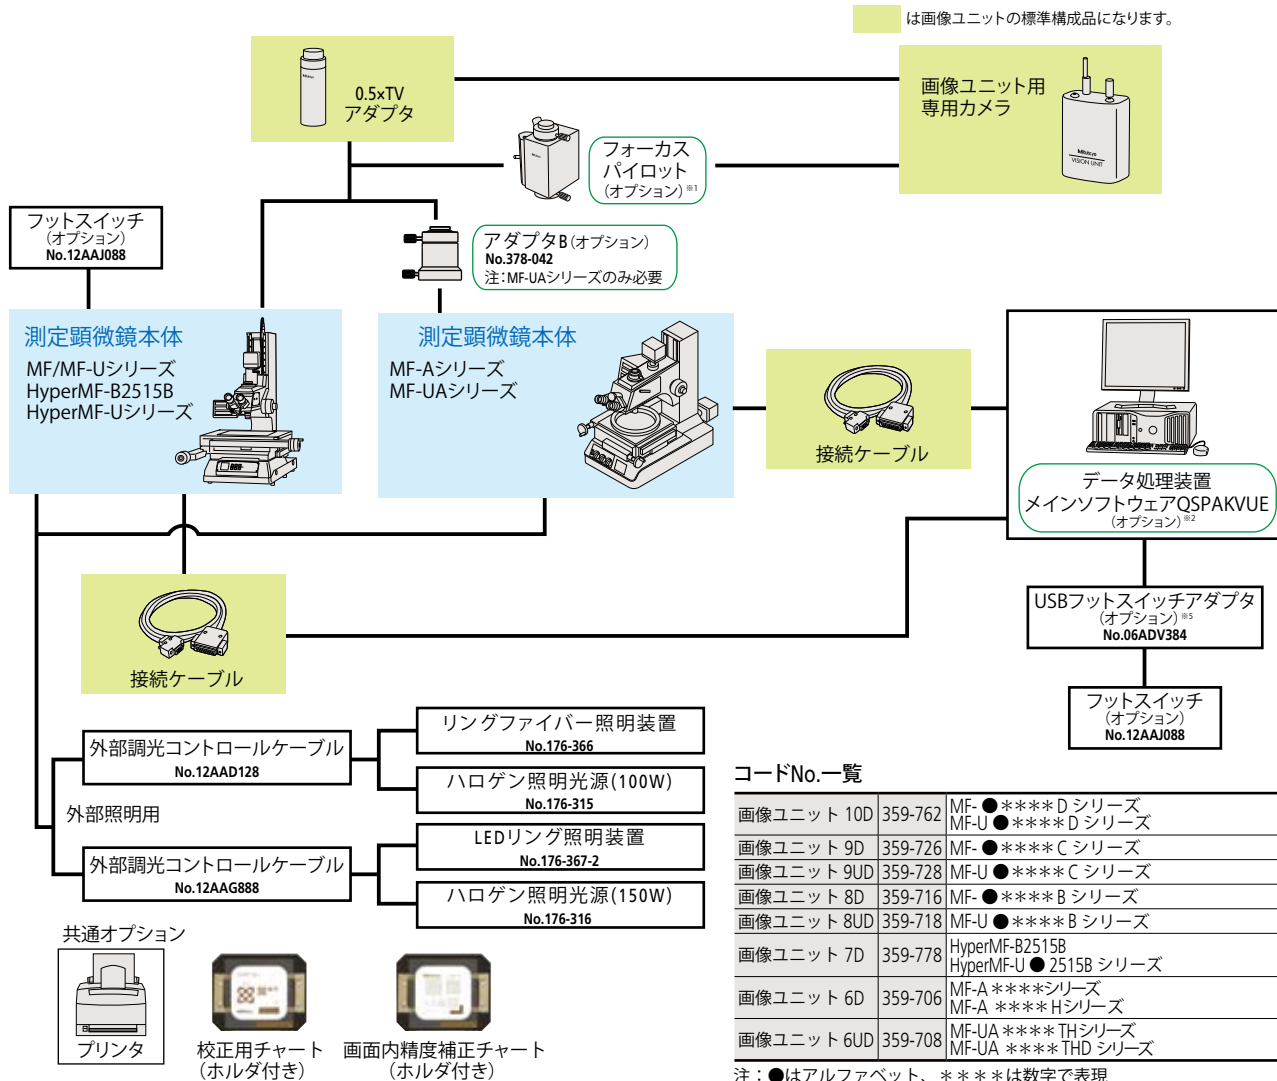 は画像ユニットの標準構成品になります。
0.5xTV
アダプタ
画像ユニット用
専用カメラ
Mitutoyo
VISION UNIT
フォーカス
パイロット
(オプション)※1
フットスイッチ
(オプション)
No.12AAJ088
アダプタB(オプション)
No.378-042
注:MF-UAシリーズのみ必要
測定顕微鏡本体
MF/MF-Uシリーズ
HyperMF-B2515B
HyperMF-Uシリーズ
測定顕微鏡本体
MF-Aシリーズ
MF-UAシリーズ
接続ケーブル
データ処理装置
メインソフトウェアQSPAKVUE
(オプション)※2
接続ケーブル
USBフットスイッチアダプタ
(オプション)※5
No.06ADV384
フットスイッチ
(オプション)
No.12AAJ088
外部調光コントロールケーブル
No.12AAD128
リングファイバー照明装置
No.176-366
ハロゲン照明光源(100W)
No.176-315
外部照明用
外部調光コントロールケーブル
No.12AAG888
LEDリング照明装置
No.176-367-2
ハロゲン照明光源(150W)
No.176-316
共通オプション
プリンタ
校正用チャート
(ホルダ付き)
画面内精度補正チャート
(ホルダ付き)
コードNo.一覧
画像ユニット 10D 359-762 MF-●****D シリーズ
MF-U●****D シリーズ
画像ユニット 9D 359-726 MF-●****C シリーズ
画像ユニット 9UD 359-728 MF-U●****C シリーズ
画像ユニット 8D 359-716 MF-●****B シリーズ
画像ユニット 8UD 359-718 MF-U●****B シリーズ
画像ユニット 7D 359-778 HyperMF-B2515B
HyperMF-U●2515B シリーズ
画像ユニット 6D 359-706 MF-A****シリーズ
MF-A ****Hシリーズ
画像ユニット 6UD 359-708 MF-UA****THシリーズ
MF-UA ****THD シリーズ
注:●はアルファベット、****は数字で表現